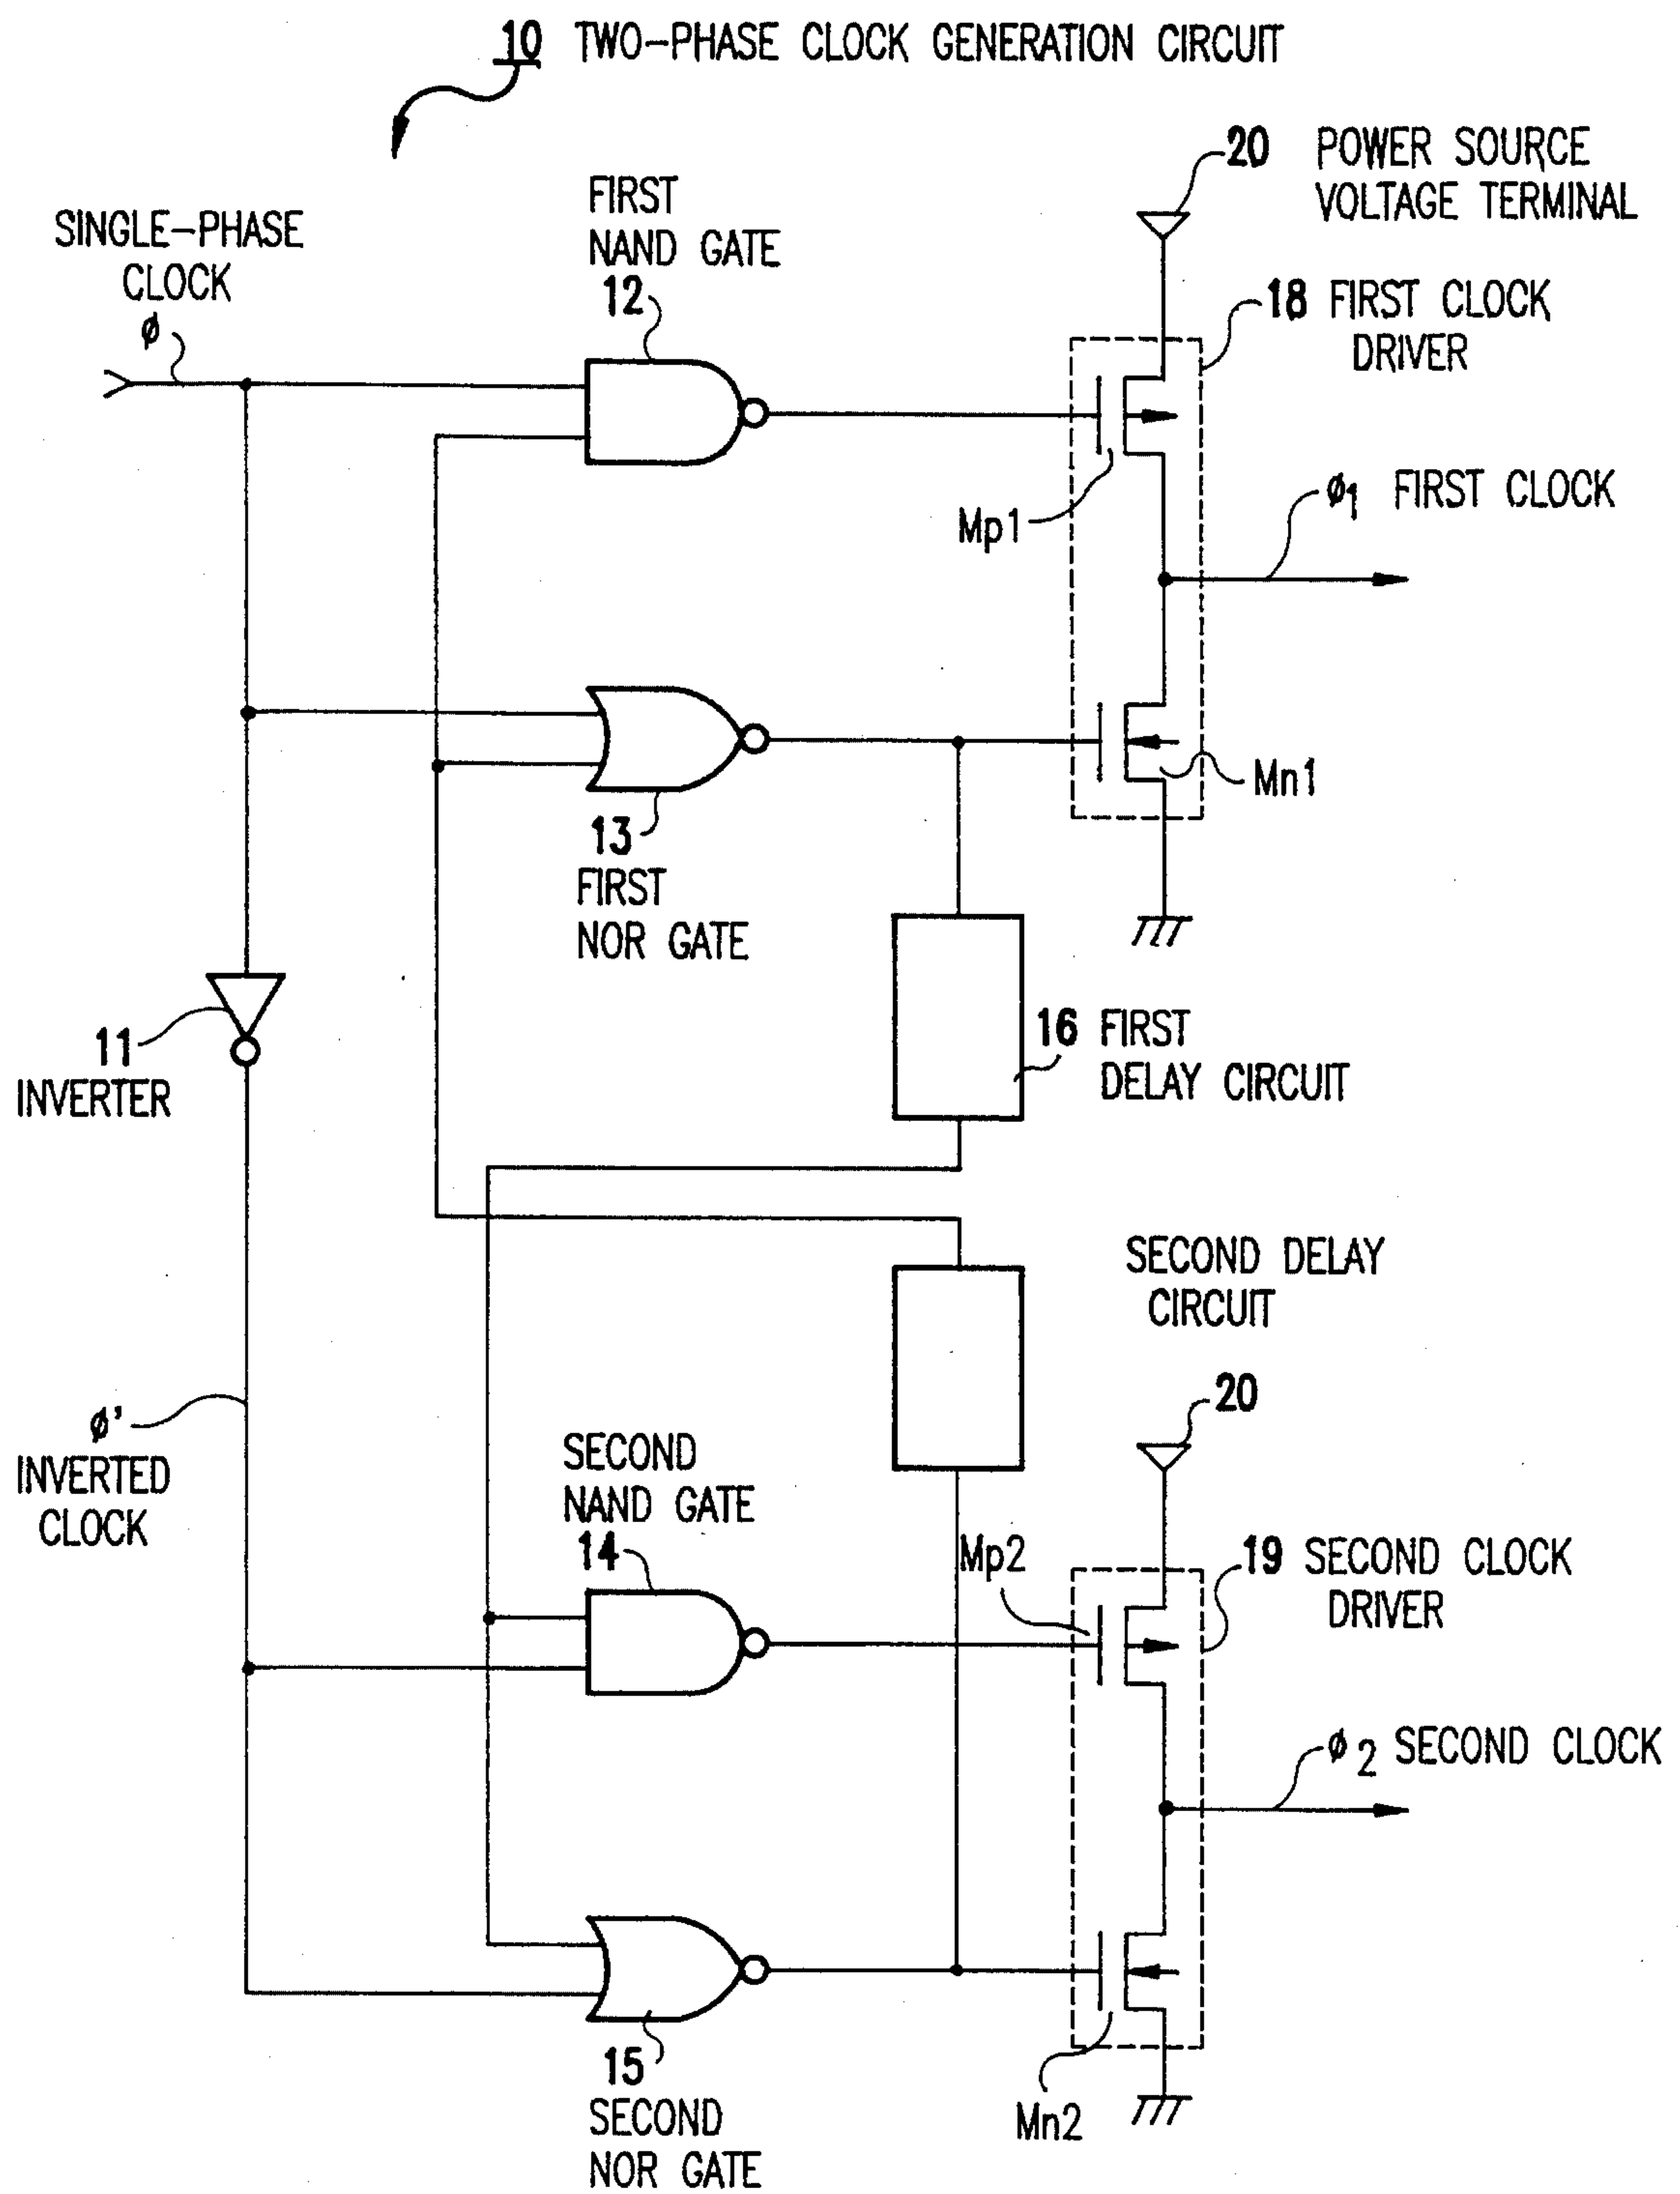 10 TWO-PHASE CLOCK GENERATION CIRCUIT
20 POWER SOURCE
VOLTAGE TERMINAL
FIRST
NAND GATE
12
SINGLE-PHASE
CLOCK
ø
18 FIRST CLOCK
DRIVER
Mp1
ø1 FIRST CLOCK
Mn1
13
FIRST
NOR GATE
11
INVERTER
16 FIRST
DELAY CIRCUIT
SECOND DELAY
CIRCUIT
20
ø'
INVERTED
CLOCK
SECOND
NAND GATE
14
Mp2
19 SECOND CLOCK
DRIVER
ø2 SECOND CLOCK
15
SECOND
NOR GATE
Mn2